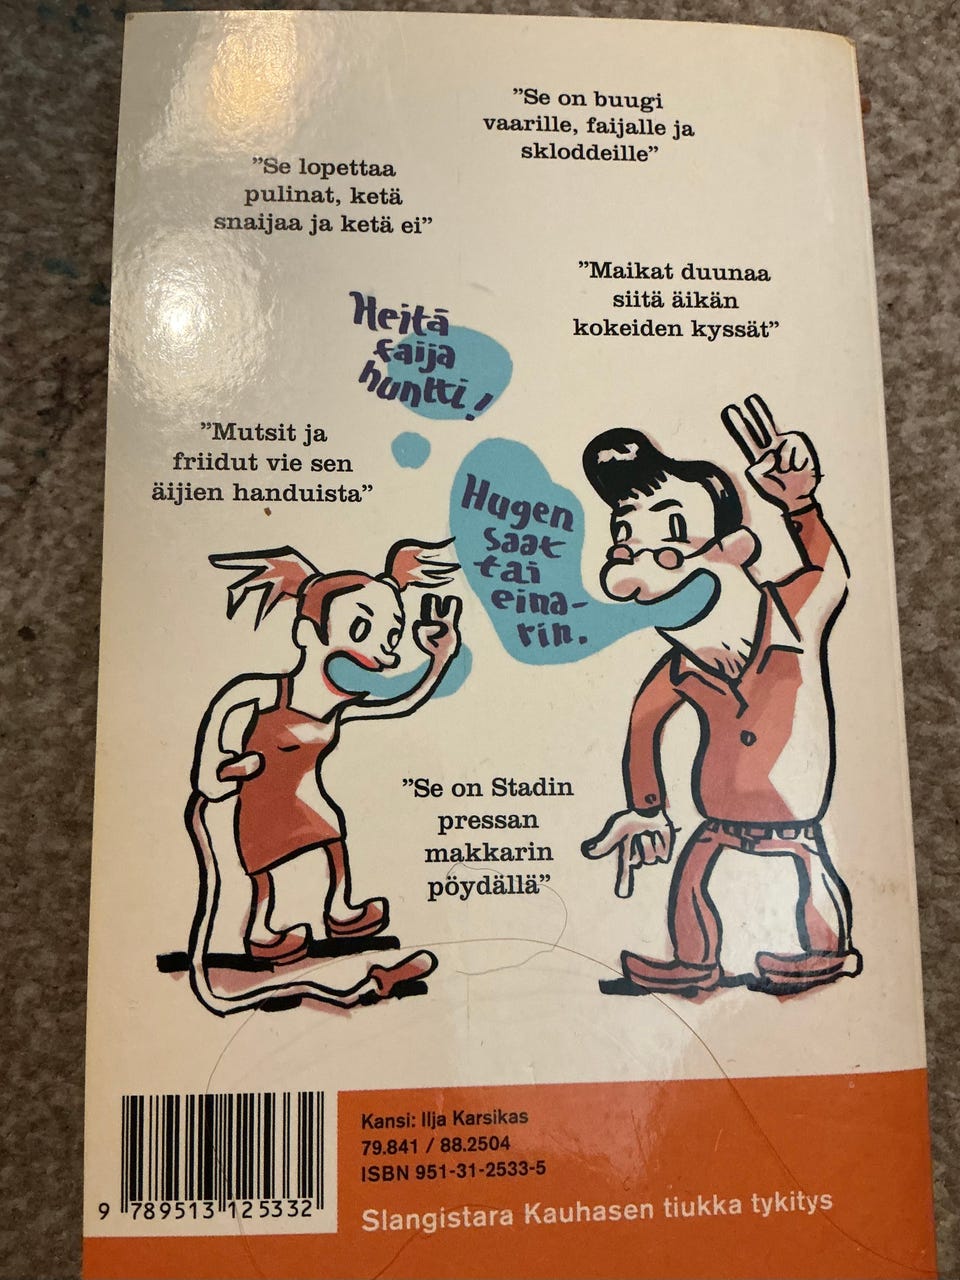 ”Se on buugi
vaarille, faijalle ja
skloddeille”
”Se lopettaa
pulinat, ketä
snaijaa ja ketä ei”
”Maikat duunaa
siitä äikän
kokeiden kyssät”
Heitä
faija
huntti!
”Mutsit ja
friidut vie sen
äijien handuista”
Hugen
saat
tai
eina-
rin.
”Se on Stadin
pressan
makkarin
pöydällä”
Kansi: Ilja Karsikas
79.841 / 88.2504
ISBN 951-31-2533-5
9 789513 125332
Slangistara Kauhasen tiukka tykitys